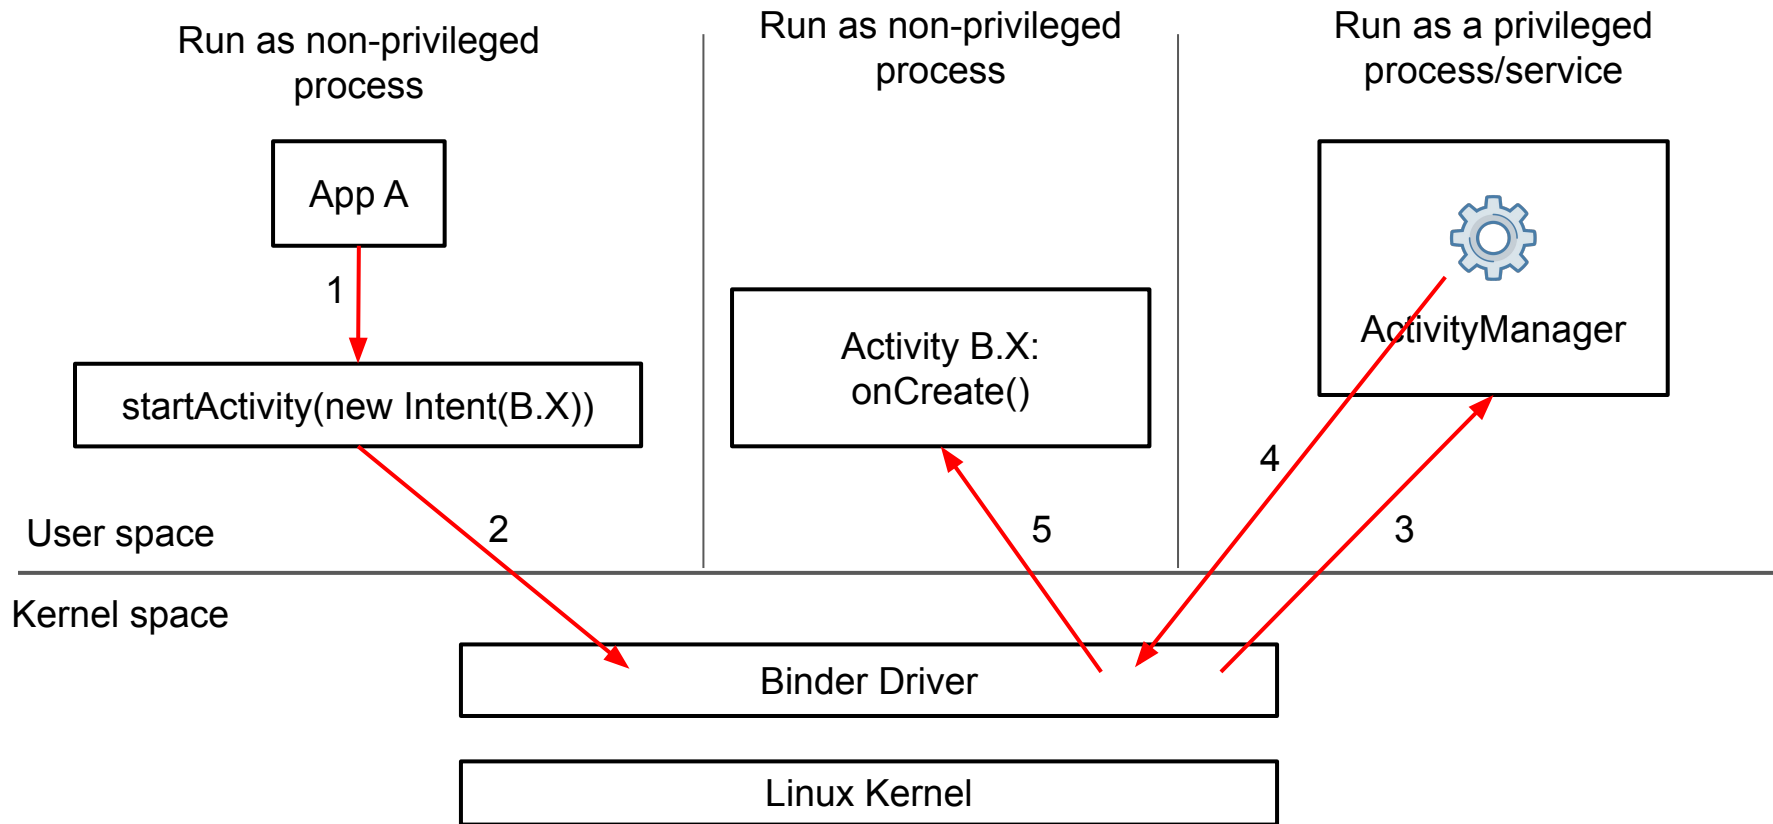 Run as non-privileged
process
Run as non-privileged
process
Run as a privileged
process/service
App A
1
startActivity(new Intent(B.X))
Activity B.X:
onCreate()
ActivityManager
2
5
4
3
User space
Kernel space
Binder Driver
Linux Kernel